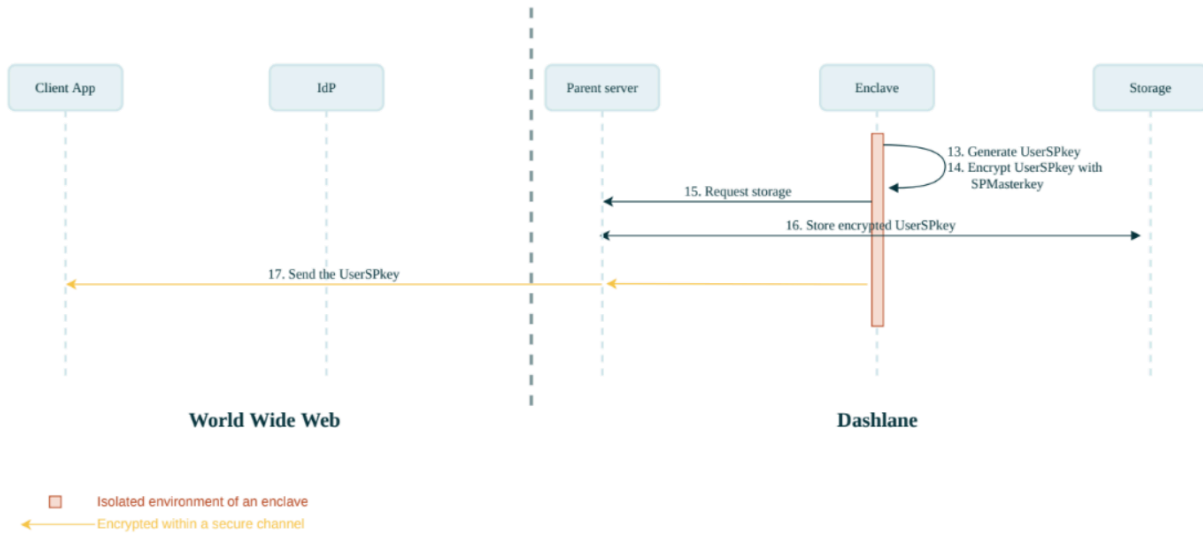 Client App
IdP
Parent server
Enclave
Storage
13. Generate UserSPkey
14. Encrypt UserSPkey with
SPMasterkey
15. Request storage
16. Store encrypted UserSPkey
17. Send the UserSPkey
World Wide Web
Dashlane
Isolated environment of an enclave
Encrypted within a secure channel